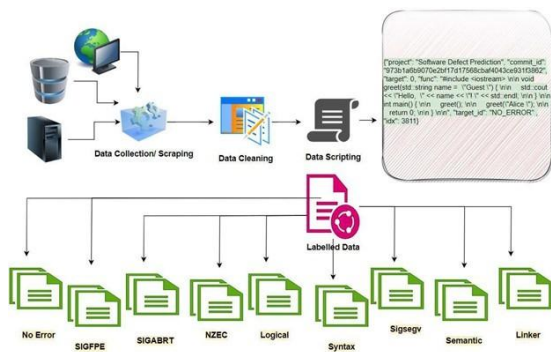 {"project": "Software Defect Prediction", "commit_id":
"target": 0, "func": "#include <iostream> \n\n void
greet(std::string name = \"Guest \") { \n\n std::cout
<< \"Hello, \" << name << \"! \" << std::endl; \n\n } \n\n
int main() { \n\n greet(); \n\n greet(\"Alice \"); \n\n
return 0; \n\n } \n\n", "target_id": "NO_ERROR" ,
"idx": 3811}
Data Collection/ Scraping
Data Cleaning
Data Scripting
Labelled Data
No Error
SIGFPE
SIGABRT
NZEC
Logical
Syntax
Sigsegv
Semantic
Linker